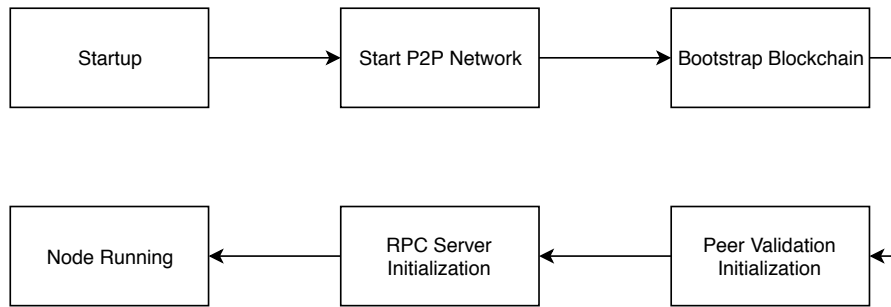 Startup
Start P2P Network
Bootstrap Blockchain
Node Running
RPC Server
Initialization
Peer Validation
Initialization